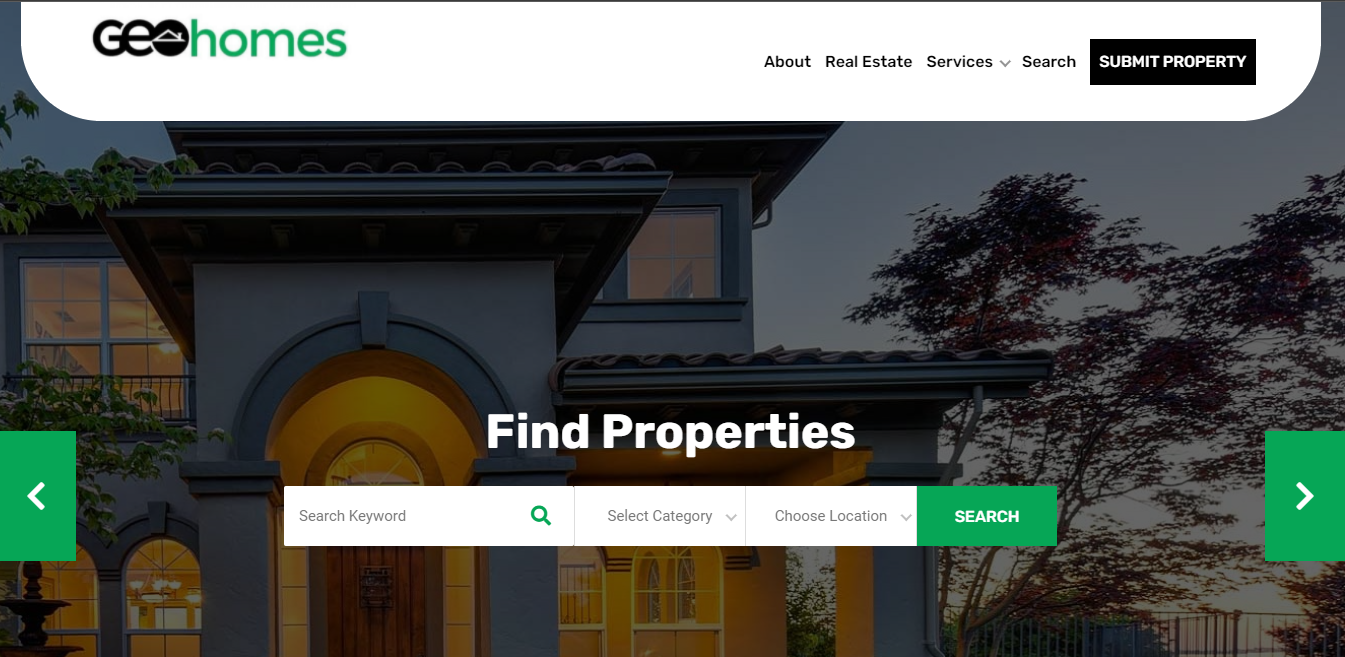 GEOhomes
About Real Estate Services Search SUBMIT PROPERTY
Find Properties
Search Keyword Select Category Choose Location SEARCH